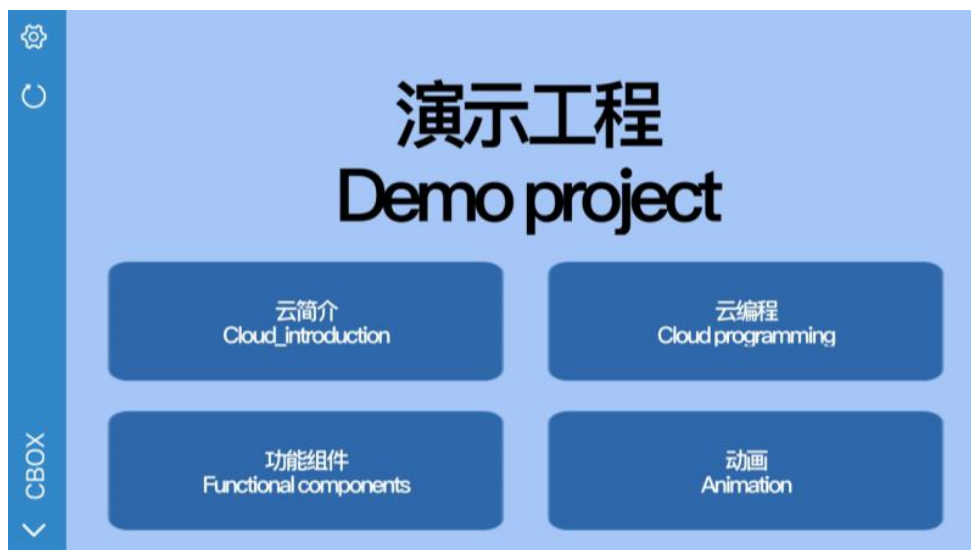 演示工程
Demo project
云简介
Cloud_introduction
云编程
Cloud programming
功能组件
Functional components
动画
Animation
CBOX